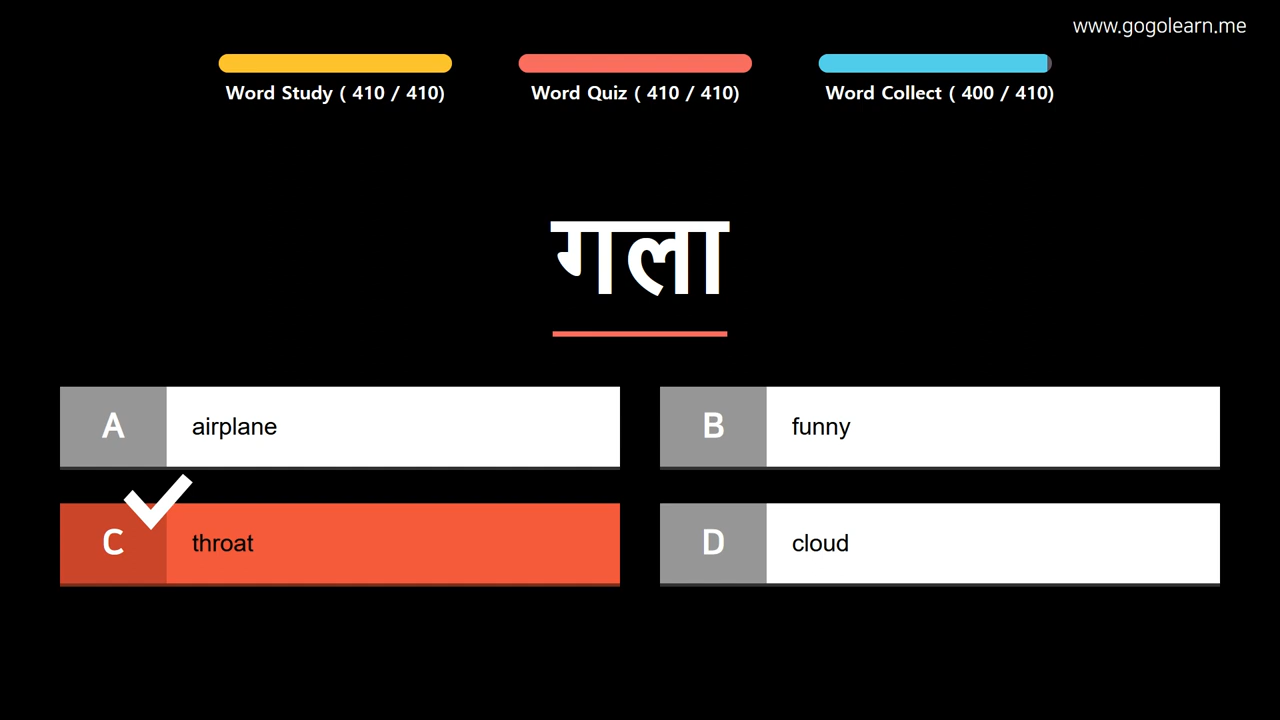 www.gogolearn.me
Word Study ( 410 / 410)
Word Quiz ( 410 / 410)
Word Collect ( 400 / 410)
गला
A airplane
B funny
C throat
D cloud